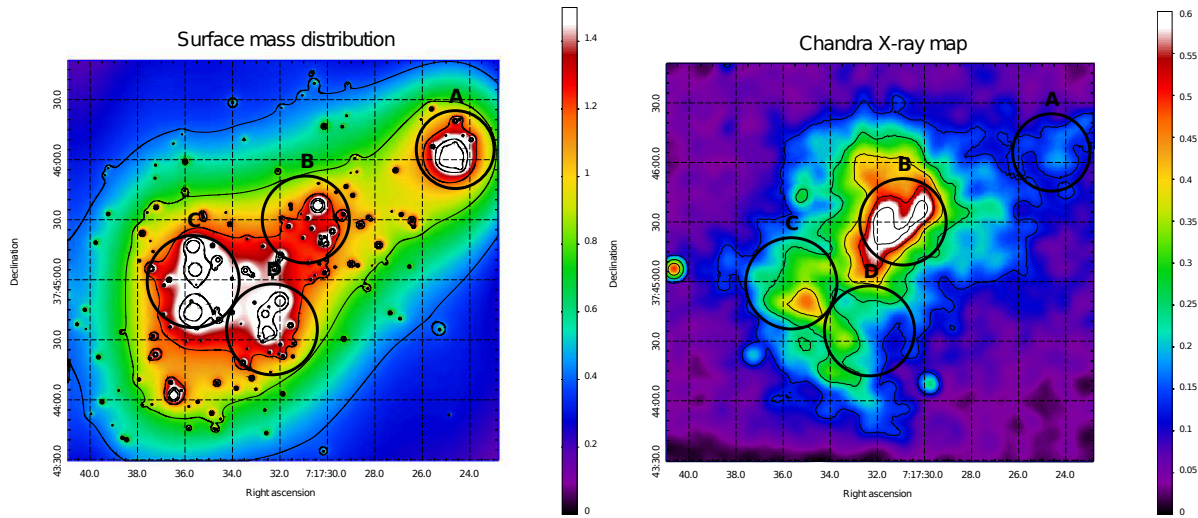 Surface mass distribution
1.4
1.2
1
0.8
0.6
0.4
0.2
0
A
B
C
D
30.0
46:00.0
30.0
37:45:00.0
30.0
44:00.0
43:30.0
Declination
40.0 38.0 36.0 34.0 32.0 7:17:30.0 28.0 26.0 24.0
Right ascension
Chandra X-ray map
0.6
0.55
0.5
0.45
0.4
0.35
0.3
0.25
0.2
0.15
0.1
0.05
0
A
B
C
D
30.0
46:00.0
30.0
37:45:00.0
30.0
44:00.0
43:30.0
Declination
40.0 38.0 36.0 34.0 32.0 7:17:30.0 28.0 26.0 24.0
Right ascension